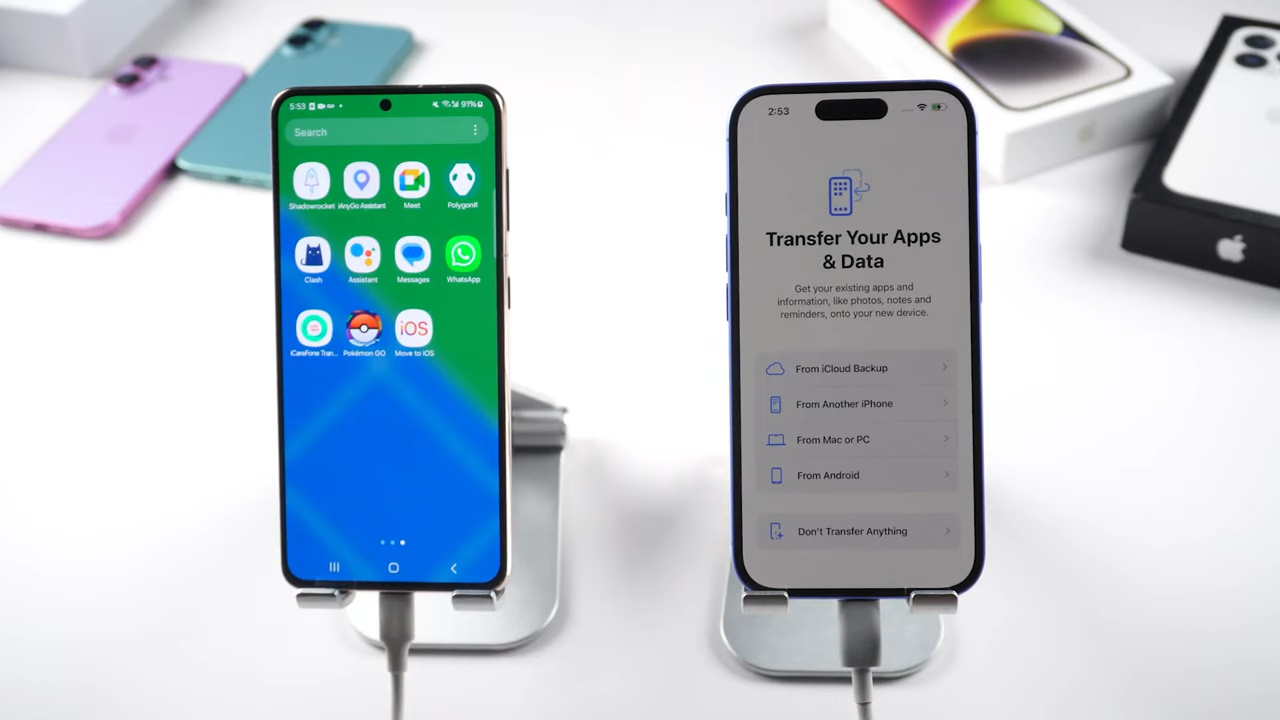 5:53
91%
Search
Shadowrocket
iAnyGo Assistant
Meet
Polygon#
Clash
Assistant
Messages
WhatsApp
iOS
iCareFone Tran...
Pokémon GO
Move to iOS
2:53
Transfer Your Apps
& Data
Get your existing apps and
information, like photos, notes and
reminders, onto your new device.
From iCloud Backup
From Another iPhone
From Mac or PC
From Android
Don't Transfer Anything